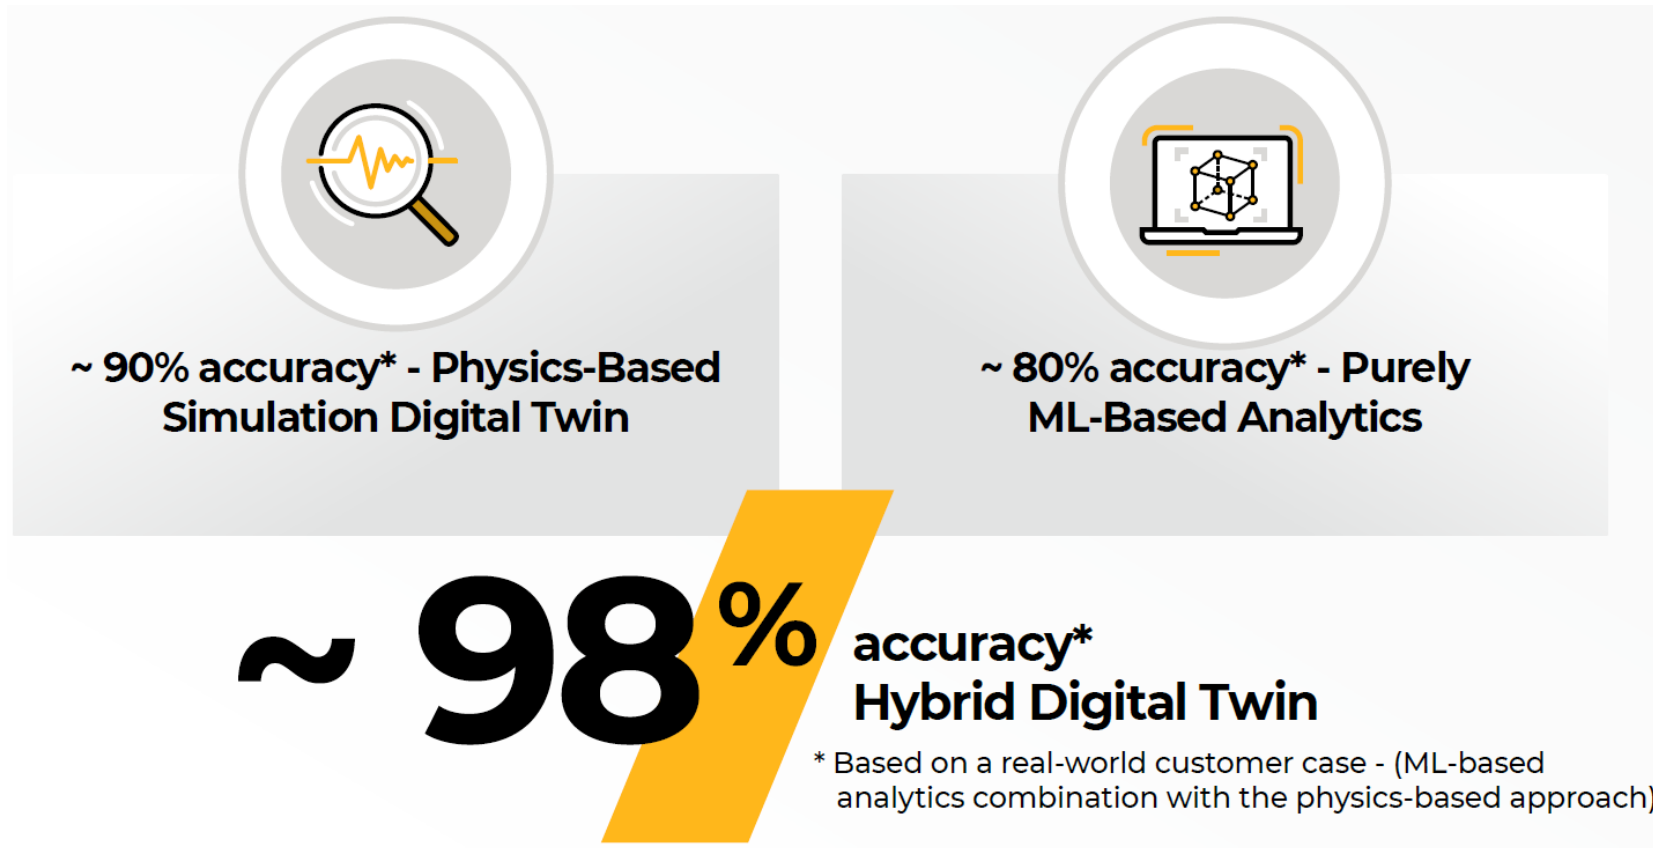 ~ 90% accuracy* - Physics-Based
Simulation Digital Twin
~ 80% accuracy* - Purely
ML-Based Analytics
~ 98%
accuracy*
Hybrid Digital Twin
* Based on a real-world customer case - (ML-based
analytics combination with the physics-based approach)